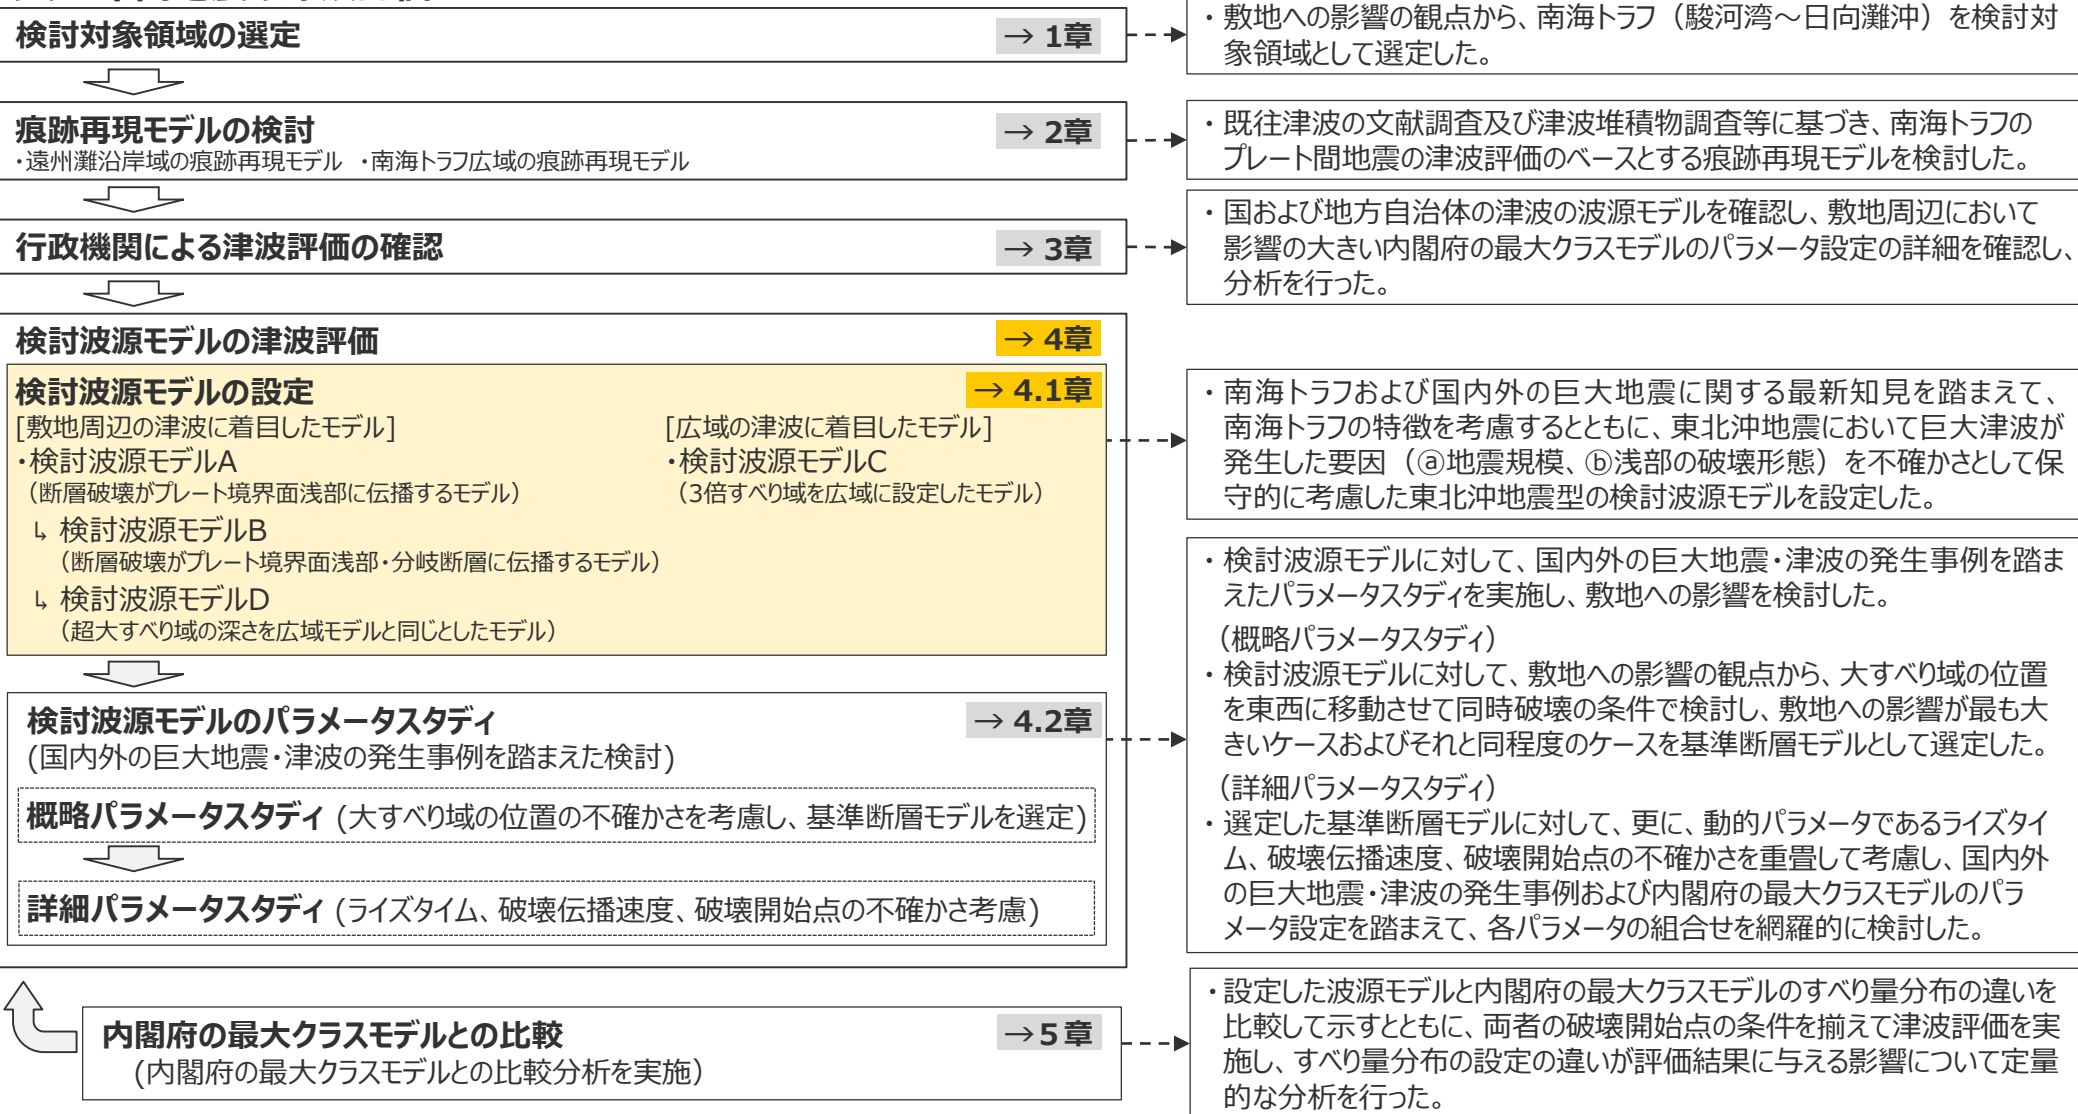 検討対象領域の選定
→ 1章
・敷地への影響の観点から、南海トラフ（駿河湾～日向灘沖）を検討対
象領域として選定した。
痕跡再現モデルの検討
→ 2章
・遠州灘沿岸域の痕跡再現モデル ・南海トラフ広域の痕跡再現モデル
・既往津波の文献調査及び津波堆積物調査等に基づき、南海トラフの
プレート間地震の津波評価のベースとする痕跡再現モデルを検討した。
行政機関による津波評価の確認
→ 3章
・国および地方自治体の津波の波源モデルを確認し、敷地周辺において
影響の大きい内閣府の最大クラスモデルのパラメータ設定の詳細を確認し、
分析を行った。
検討波源モデルの津波評価
→ 4章
検討波源モデルの設定
→ 4.1章
[敷地周辺の津波に着目したモデル]
・検討波源モデルA
（断層破壊がプレート境界面浅部に伝播するモデル）
↳ 検討波源モデルB
（断層破壊がプレート境界面浅部・分岐断層に伝播するモデル）
↳ 検討波源モデルD
（超大すべり域の深さを広域モデルと同じとしたモデル）
[広域の津波に着目したモデル]
・検討波源モデルC
（3倍すべり域を広域に設定したモデル）
・南海トラフおよび国内外の巨大地震に関する最新知見を踏まえて、
南海トラフの特徴を考慮するとともに、東北沖地震において巨大津波が
発生した要因（ⓐ地震規模、ⓑ浅部の破壊形態）を不確かさとして保
守的に考慮した東北沖地震型の検討波源モデルを設定した。
検討波源モデルのパラメータスタディ
→ 4.2章
(国内外の巨大地震・津波の発生事例を踏まえた検討)
概略パラメータスタディ (大すべり域の位置の不確かさを考慮し、基準断層モデルを選定)
詳細パラメータスタディ (ライズタイム、破壊伝播速度、破壊開始点の不確かさ考慮)
・検討波源モデルに対して、国内外の巨大地震・津波の発生事例を踏ま
えたパラメータスタディを実施し、敷地への影響を検討した。
（概略パラメータスタディ）
・検討波源モデルに対して、敷地への影響の観点から、大すべり域の位置
を東西に移動させて同時破壊の条件で検討し、敷地への影響が最も大
きいケースおよびそれと同程度のケースを基準断層モデルとして選定した。
（詳細パラメータスタディ）
・選定した基準断層モデルに対して、更に、動的パラメータであるライズタイ
ム、破壊伝播速度、破壊開始点の不確かさを重畳して考慮し、国内外
の巨大地震・津波の発生事例および内閣府の最大クラスモデルのパラ
メータ設定を踏まえて、各パラメータの組合せを網羅的に検討した。
内閣府の最大クラスモデルとの比較
→5章
(内閣府の最大クラスモデルとの比較分析を実施)
・設定した波源モデルと内閣府の最大クラスモデルのすべり量分布の違いを
比較して示すとともに、両者の破壊開始点の条件を揃えて津波評価を実
施し、すべり量分布の設定の違いが評価結果に与える影響について定量
的な分析を行った。